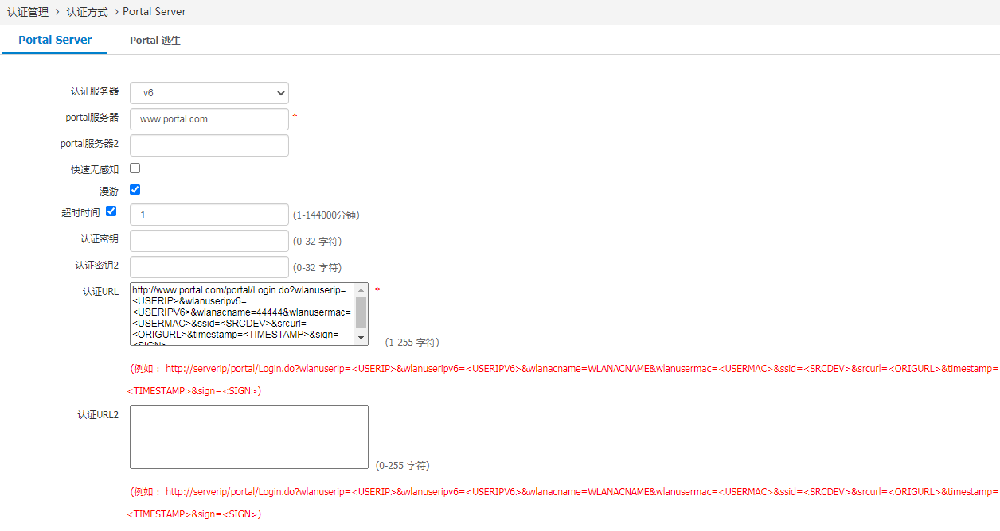 认证管理 > 认证方式 > Portal Server
Portal Server Portal 逃生
认证服务器 v6
portal服务器 www.portal.com *
portal服务器2
快速无感知
漫游
超时时间 1 (1-144000分钟)
认证密钥 (0-32 字符)
认证密钥2 (0-32 字符)
认证URL http://www.portal.com/portal/Login.do?wlanuserip= *
<USERIP>&wlanuseripv6=
<USERIPV6>&wlanacname=44444&wlanusermac=
<USERMAC>&ssid=<SRCDEV>&srcurl=
<ORIGURL>&timestamp=<TIMESTAMP>&sign=
<SIGN>
(1-255 字符)
(例如 : http://serverip/portal/Login.do?wlanuserip=<USERIP>&wlanuseripv6=<USERIPV6>&wlanacname=WLANACNAME&wlanusermac=<USERMAC>&ssid=<SRCDEV>&srcurl=<ORIGURL>&timestamp=
<TIMESTAMP>&sign=<SIGN>)
认证URL2
(0-255 字符)
(例如 : http://serverip/portal/Login.do?wlanuserip=<USERIP>&wlanuseripv6=<USERIPV6>&wlanacname=WLANACNAME&wlanusermac=<USERMAC>&ssid=<SRCDEV>&srcurl=<ORIGURL>&timestamp=
<TIMESTAMP>&sign=<SIGN>)